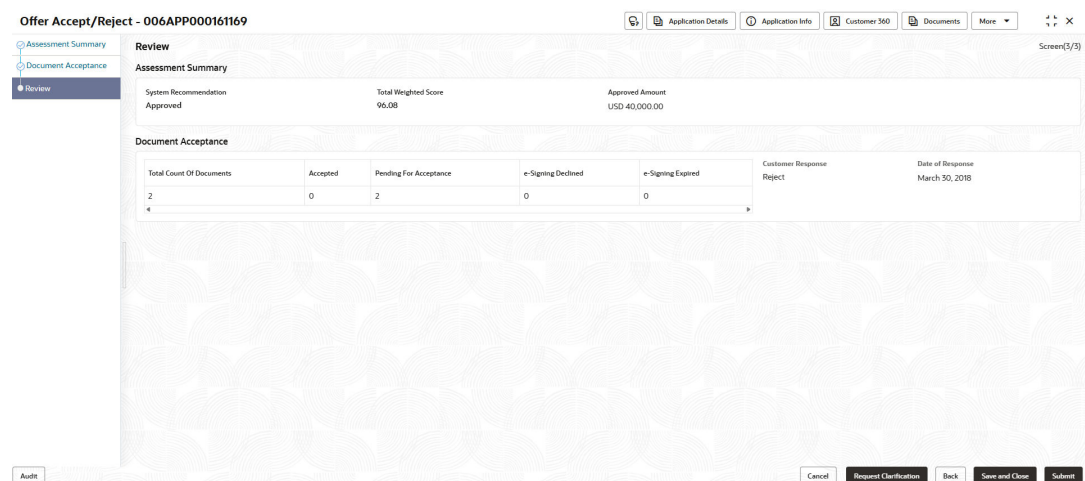 Offer Accept/Reject - 006APP000161169
Application Details
Application Info
Customer 360
Documents
More
Assessment Summary
Document Acceptance
Review
Review
Screen(3/3)
Assessment Summary
System Recommendation Total Weighted Score Approved Amount
Approved 96.08 USD 40,000.00
Document Acceptance
Total Count Of Documents Accepted Pending For Acceptance e-Signing Declined e-Signing Expired
2 0 2 0 0
Customer Response Date of Response
Reject March 30, 2018
Audit
Cancel
Request Clarification
Back
Save and Close
Submit